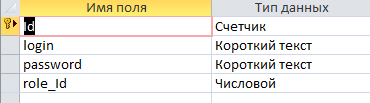 Имя поля Тип данных
Id Счетчик
login Короткий текст
password Короткий текст
role_Id Числовой